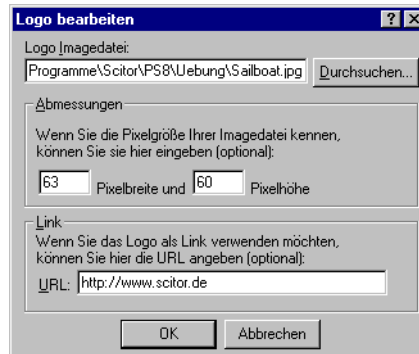 Logo bearbeiten
Logo Imagedatei:
Programme\Scitor\PS8\Uebung\Sailboat.jpg Durchsuchen...
Abmessungen
Wenn Sie die Pixelgröße Ihrer Imagedatei kennen,
können Sie sie hier eingeben (optional):
63 Pixelbreite und 60 Pixelhöhe
Link
Wenn Sie das Logo als Link verwenden möchten,
können Sie hier die URL angeben (optional):
URL: http://www.scitor.de
OK Abbrechen